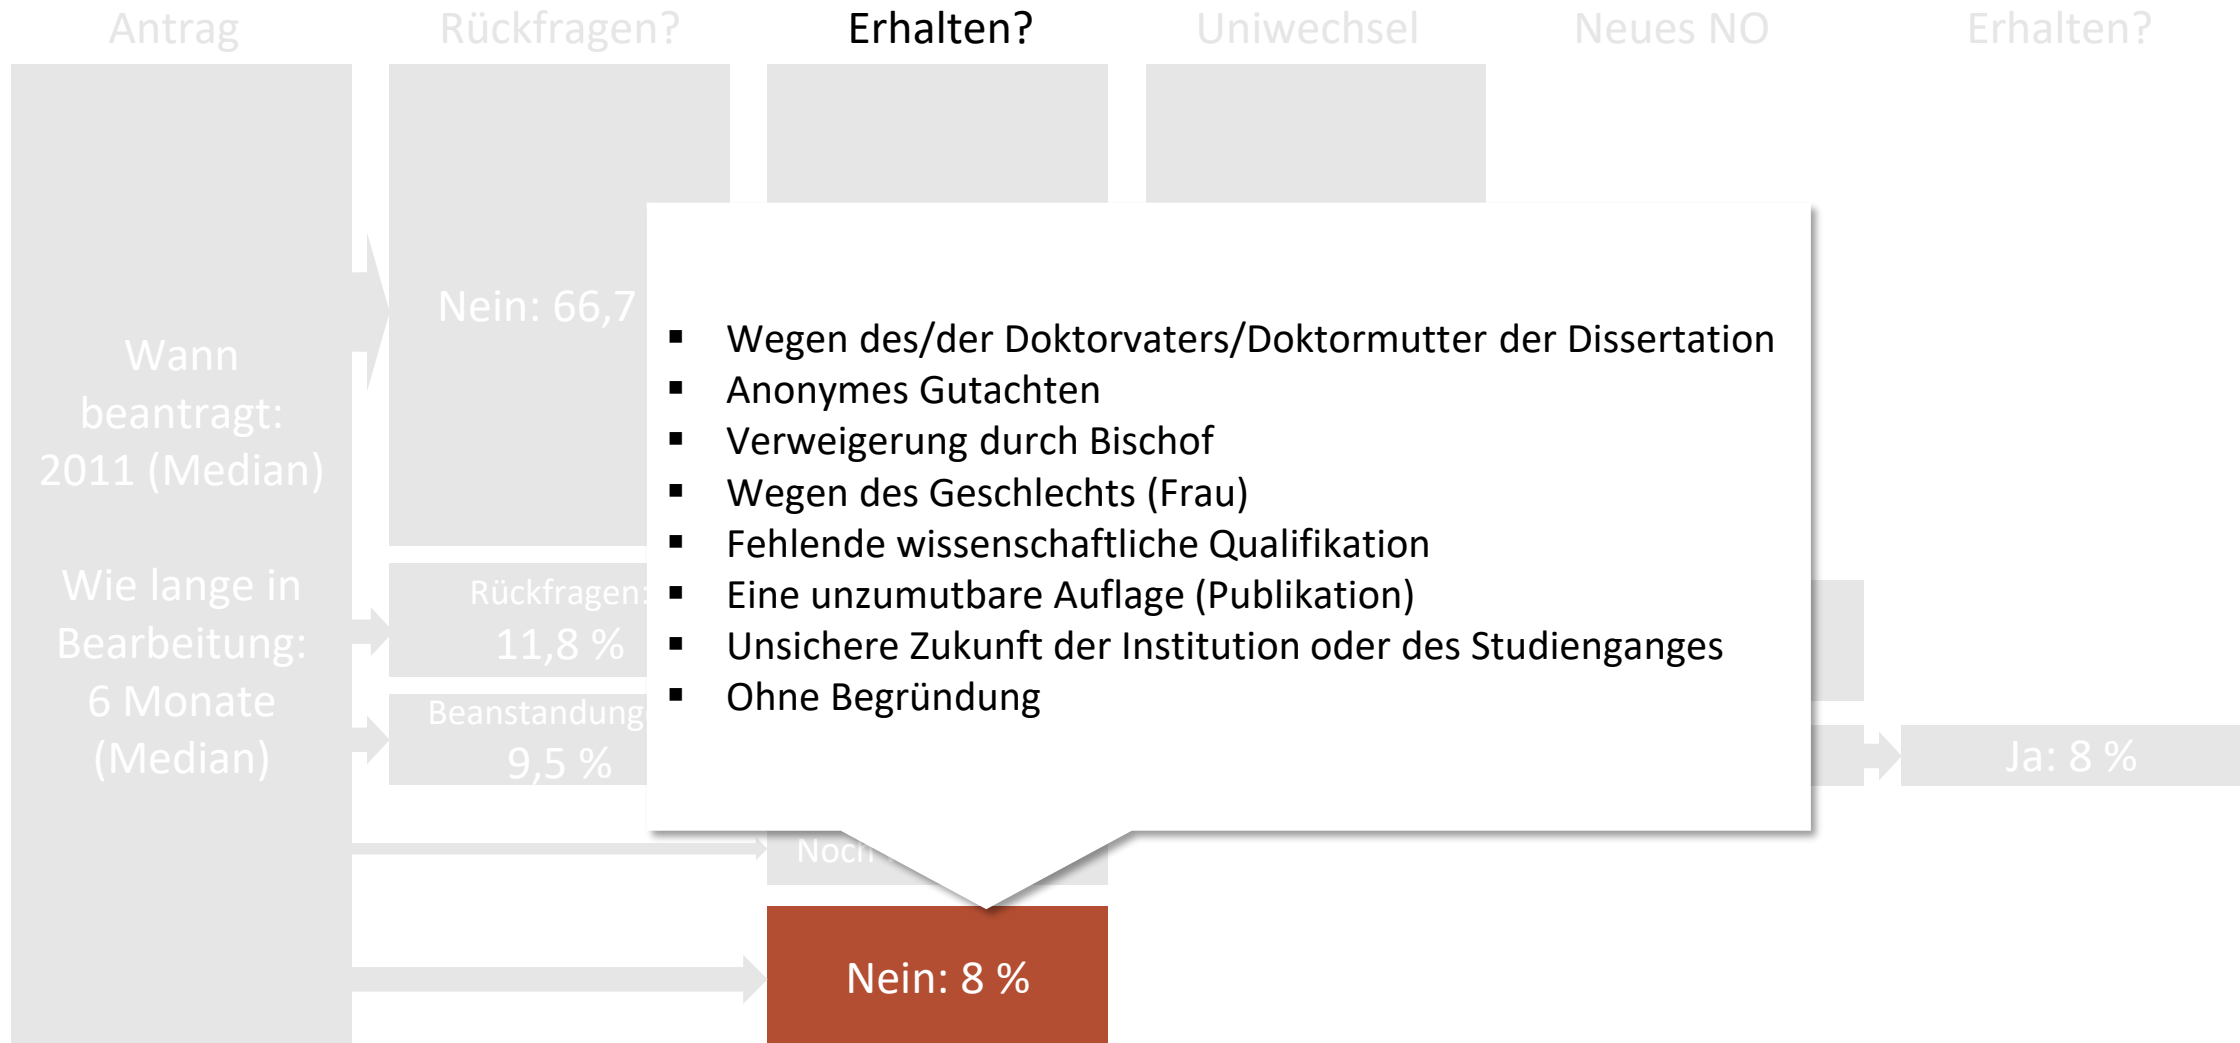 Antrag
Rückfragen?
Erhalten?
Uniwechsel
Neues NO
Erhalten?
Wann
beantragt:
2011 (Median)
Wie lange in
Bearbeitung:
6 Monate
(Median)
Nein: 66,7
Rückfragen:
11,8 %
9,5 %
▪ Wegen des/der Doktorvaters/Doktormutter der Dissertation
▪ Anonymes Gutachten
▪ Verweigerung durch Bischof
▪ Wegen des Geschlechts (Frau)
▪ Fehlende wissenschaftliche Qualifikation
▪ Eine unzumutbare Auflage (Publikation)
▪ Unsichere Zukunft der Institution oder des Studienganges
▪ Ohne Begründung
Noch
Nein: 8 %
Ja: 8 %